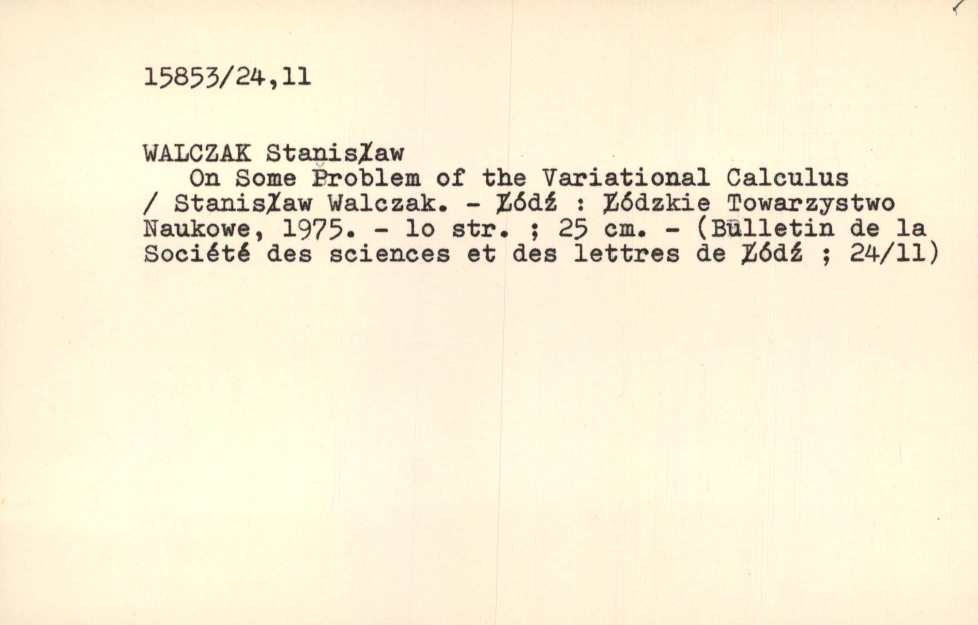 15853/24,11
WALCZAK Stanisław
On Some Problem of the Variational Calculus
/ Stanisław Walczak. - Łódź : Łódzkie Towarzystwo
Naukowe, 1975. - lo str. ; 25 cm. - (Bulletin de la
Société des sciences et des lettres de Łódź ; 24/11)